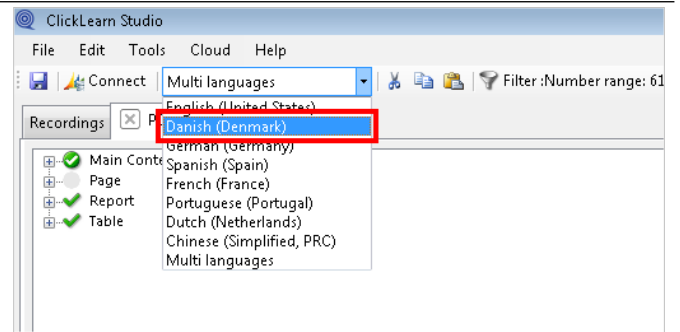 ClickLearn Studio
File Edit Tools Cloud Help
Connect Multi languages Filter :Number range: 61
English (United States)
Recordings
Danish (Denmark)
German (Germany)
Main Conte
Spanish (Spain)
Page
French (France)
Report
Portuguese (Portugal)
Table
Dutch (Netherlands)
Chinese (Simplified, PRC)
Multi languages